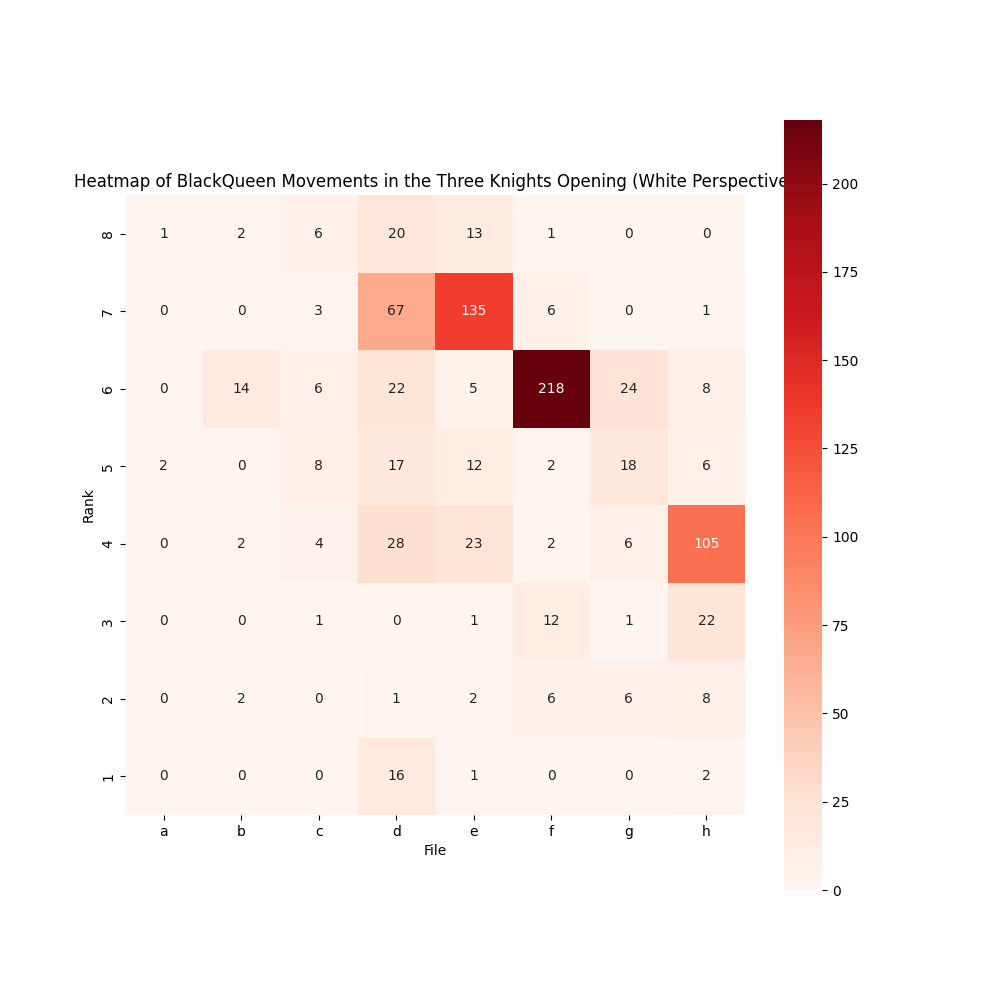 Heatmap of BlackQueen Movements in the Three Knights Opening (White Perspective
8 1 2 6 20 13 1 0 0
7 0 0 3 67 135 6 0 1
6 0 14 6 22 5 218 24 8
5 2 0 8 17 12 2 18 6
Rank
4 0 2 4 28 23 2 6 105
3 0 0 1 0 1 12 1 22
2 0 2 0 1 2 6 6 8
1 0 0 0 16 1 0 0 2
a b c d e f g h
File
200
175
150
125
100
75
50
25
0